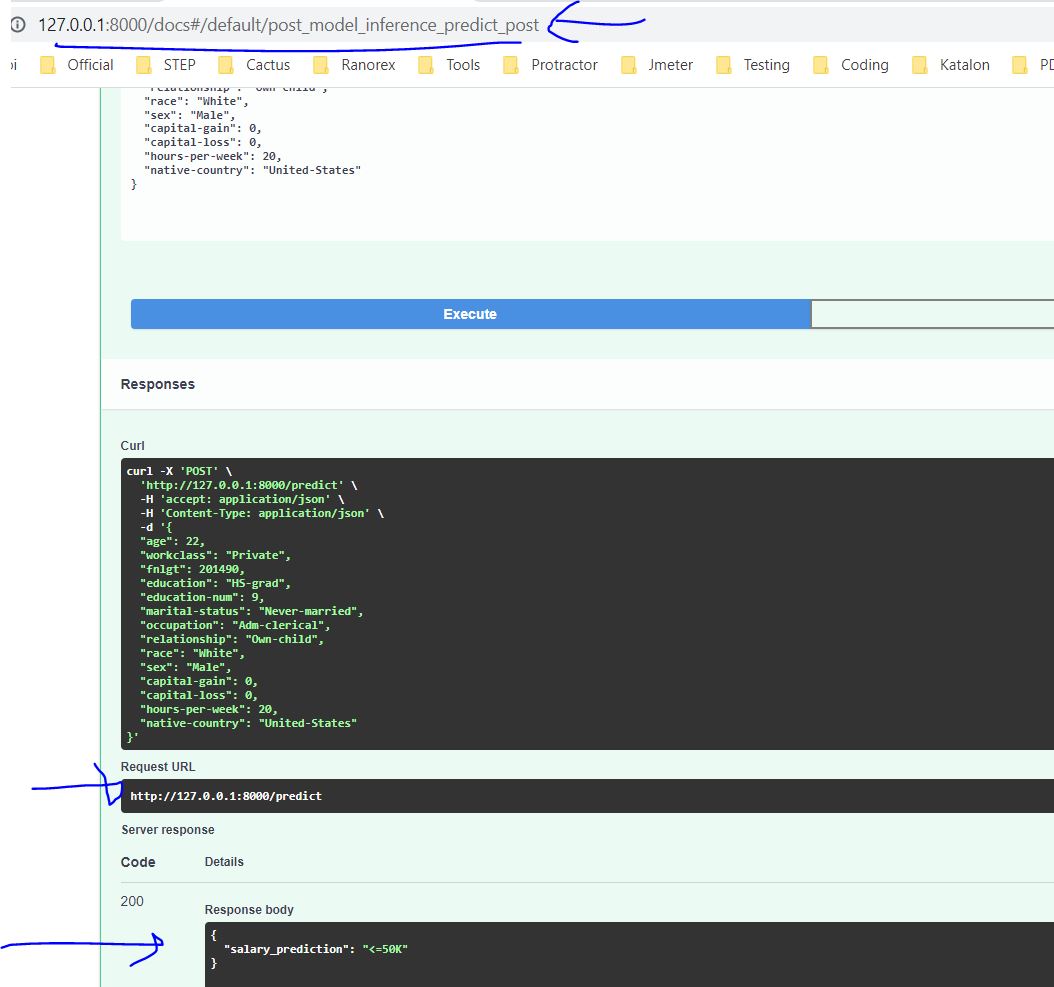 127.0.0.1:8000/docs#/default/post_model_inference_predict_post
Official STEP Cactus Ranorex Tools Protractor Jmeter Testing Coding Katalon
"relationship": "Own-child",
"race": "White",
"sex": "Male",
"capital-gain": 0,
"capital-loss": 0,
"hours-per-week": 20,
"native-country": "United-States"
}
Execute
Responses
Curl
curl -X 'POST' \
'http://127.0.0.1:8000/predict' \
-H 'accept: application/json' \
-H 'Content-Type: application/json' \
-d '{
"age": 22,
"workclass": "Private",
"fnlgt": 201490,
"education": "HS-grad",
"education-num": 9,
"marital-status": "Never-married",
"occupation": "Adm-clerical",
"relationship": "Own-child",
"race": "White",
"sex": "Male",
"capital-gain": 0,
"capital-loss": 0,
"hours-per-week": 20,
"native-country": "United-States"
}'
Request URL
http://127.0.0.1:8000/predict
Server response
Code Details
200
Response body
{
"salary_prediction": "<=50K"
}